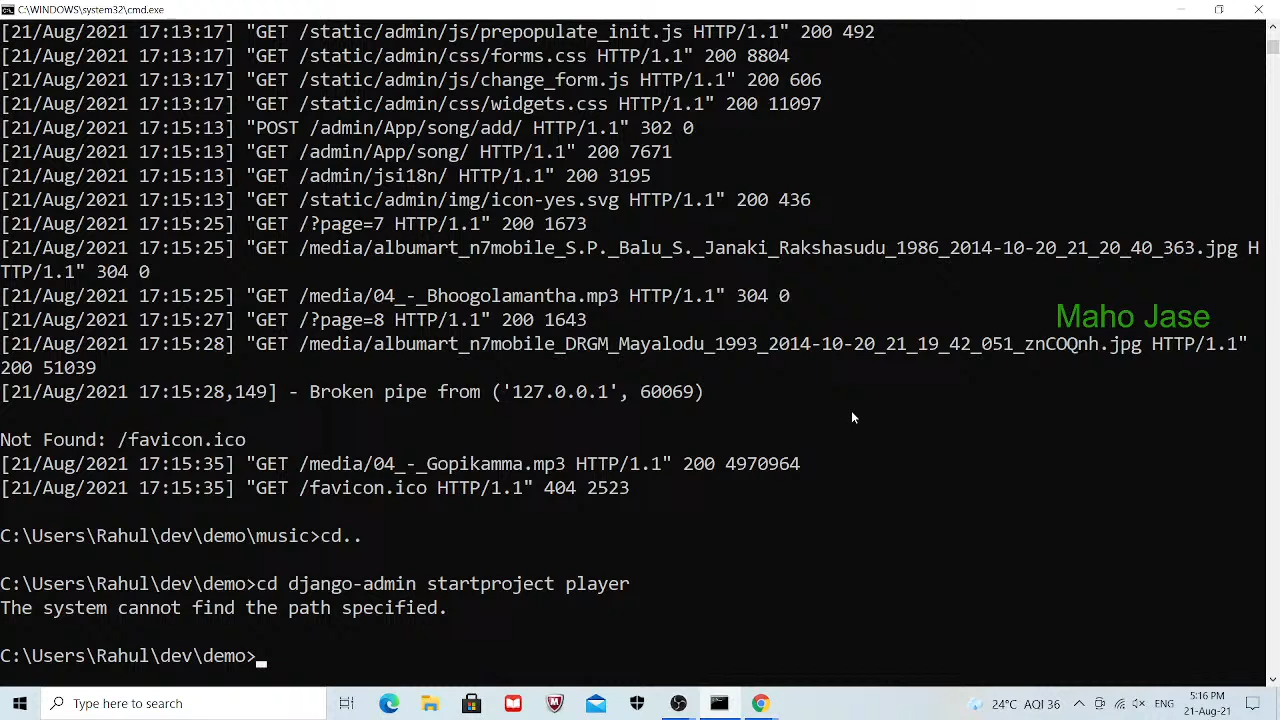 C:\WINDOWS\system32\cmd.exe
[21/Aug/2021 17:13:17] "GET /static/admin/js/prepopulate_init.js HTTP/1.1" 200 492
[21/Aug/2021 17:13:17] "GET /static/admin/css/forms.css HTTP/1.1" 200 8804
[21/Aug/2021 17:13:17] "GET /static/admin/js/change_form.js HTTP/1.1" 200 606
[21/Aug/2021 17:13:17] "GET /static/admin/css/widgets.css HTTP/1.1" 200 11097
[21/Aug/2021 17:15:13] "POST /admin/App/song/add/ HTTP/1.1" 302 0
[21/Aug/2021 17:15:13] "GET /admin/App/song/ HTTP/1.1" 200 7671
[21/Aug/2021 17:15:13] "GET /admin/jsi18n/ HTTP/1.1" 200 3195
[21/Aug/2021 17:15:13] "GET /static/admin/img/icon-yes.svg HTTP/1.1" 200 436
[21/Aug/2021 17:15:25] "GET /?page=7 HTTP/1.1" 200 1673
[21/Aug/2021 17:15:25] "GET /media/albumart_n7mobile_S.P._Balu_S._Janaki_Rakshasudu_1986_2014-10-20_21_20_40_363.jpg H
TTP/1.1" 304 0
[21/Aug/2021 17:15:25] "GET /media/04_-_Bhoogolamantha.mp3 HTTP/1.1" 304 0
Maho Jase
[21/Aug/2021 17:15:27] "GET /?page=8 HTTP/1.1" 200 1643
[21/Aug/2021 17:15:28] "GET /media/albumart_n7mobile_DRGM_Mayalodu_1993_2014-10-20_21_19_42_051_znCOQnh.jpg HTTP/1.1"
200 51039
[21/Aug/2021 17:15:28,149] - Broken pipe from ('127.0.0.1', 60069)
Not Found: /favicon.ico
[21/Aug/2021 17:15:35] "GET /media/04_-_Gopikamma.mp3 HTTP/1.1" 200 4970964
[21/Aug/2021 17:15:35] "GET /favicon.ico HTTP/1.1" 404 2523
C:\Users\Rahul\dev\demo\music>cd..
C:\Users\Rahul\dev\demo>cd django-admin startproject player
The system cannot find the path specified.
C:\Users\Rahul\dev\demo>
Type here to search
24°C AQI 36
ENG
5:16 PM
21-Aug-21